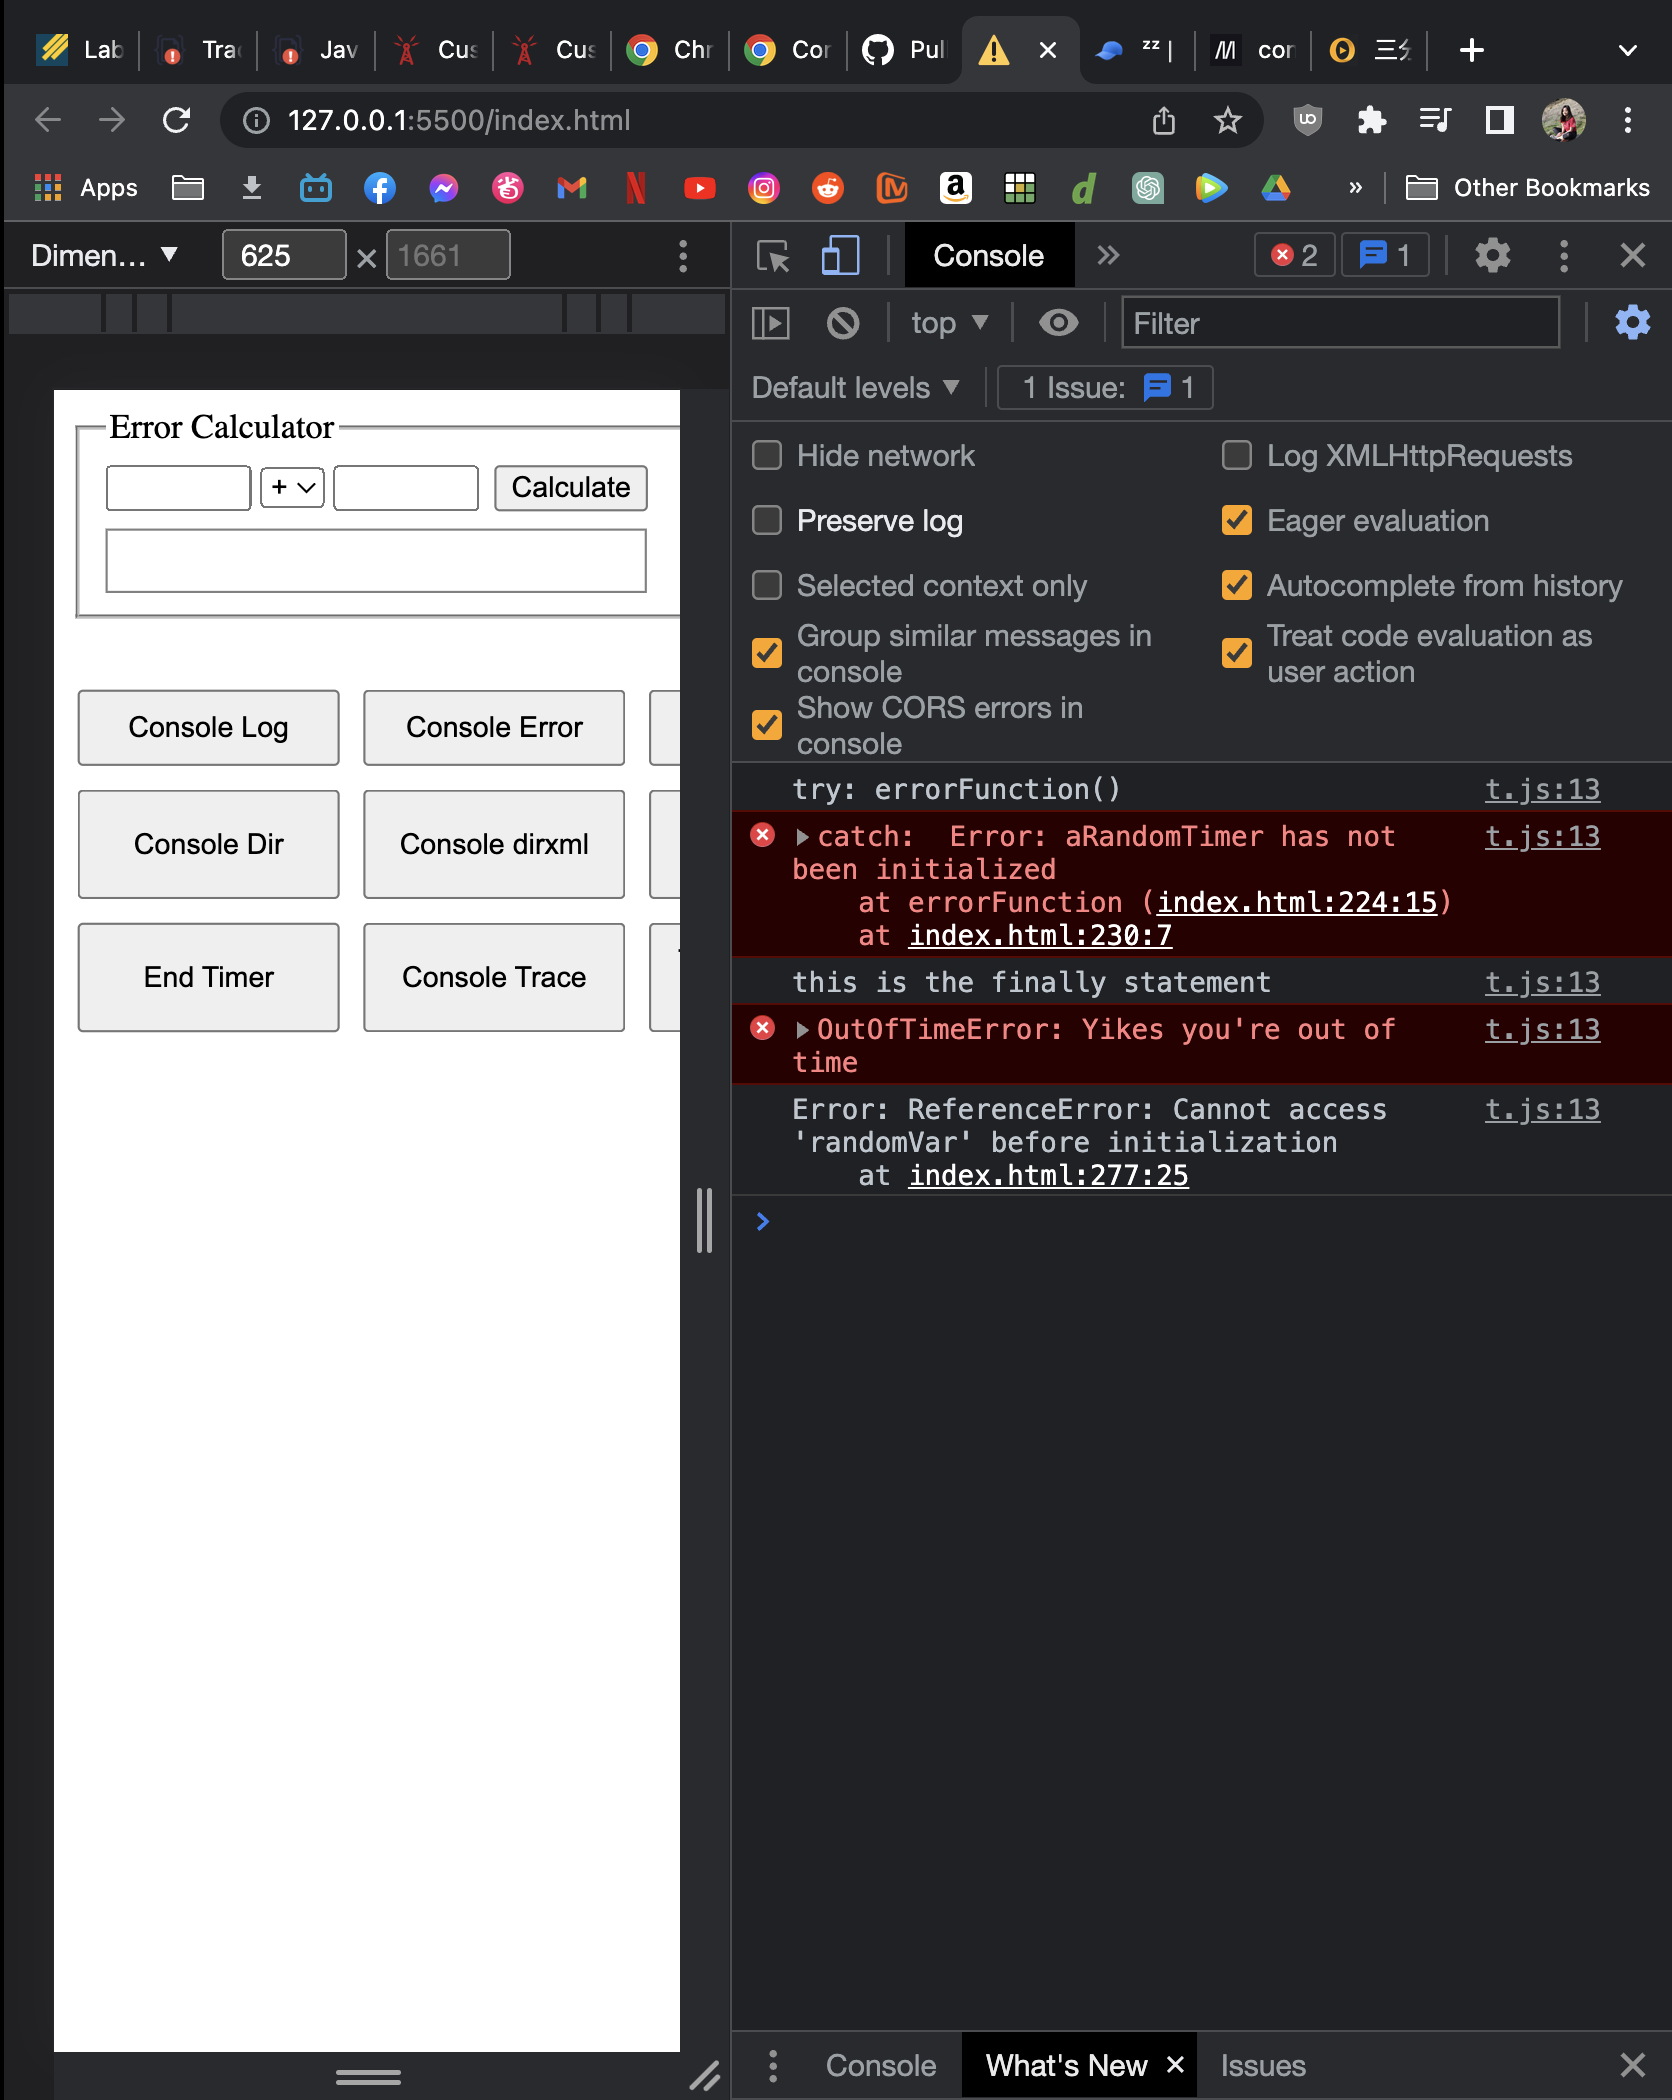 Lab
Tra
Jav
Cus
Cus
Chr
Cor
Pul
zz |
cor
127.0.0.1:5500/index.html
Apps
Other Bookmarks
Dimen... ▼ 625 × 1661
Console » 2 1
top ▼ Filter
Default levels ▼ 1 Issue: 1
Hide network
Log XMLHttpRequests
Preserve log
Eager evaluation
Selected context only
Autocomplete from history
Group similar messages in
console
Treat code evaluation as
user action
Show CORS errors in
console
Error Calculator
+ Calculate
Console Log Console Error
Console Dir Console dirxml
End Timer Console Trace
try: errorFunction() t.js:13
catch:  Error: aRandomTimer has not t.js:13
been initialized
at errorFunction (index.html:224:15)
at index.html:230:7
this is the finally statement t.js:13
OutOfTimeError: Yikes you're out of t.js:13
time
Error: ReferenceError: Cannot access t.js:13
'randomVar' before initialization
at index.html:277:25
Console What's New × Issues